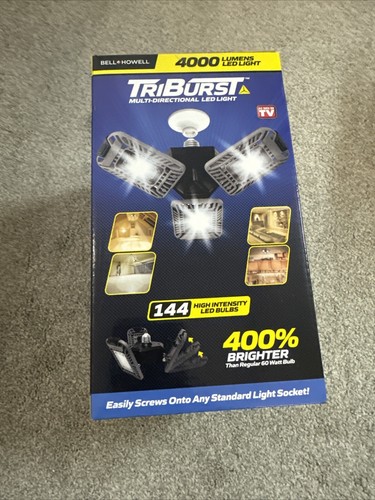 BELL+HOWELL
4000 LUMENS LED LIGHT
TRIBURST™
MULTI-DIRECTIONAL LED LIGHT
AS SEEN ON
TV
144 HIGH INTENSITY LED BULBS
400%
BRIGHTER
Than Regular 60 Watt Bulb
Easily Screws Onto Any Standard Light Socket!